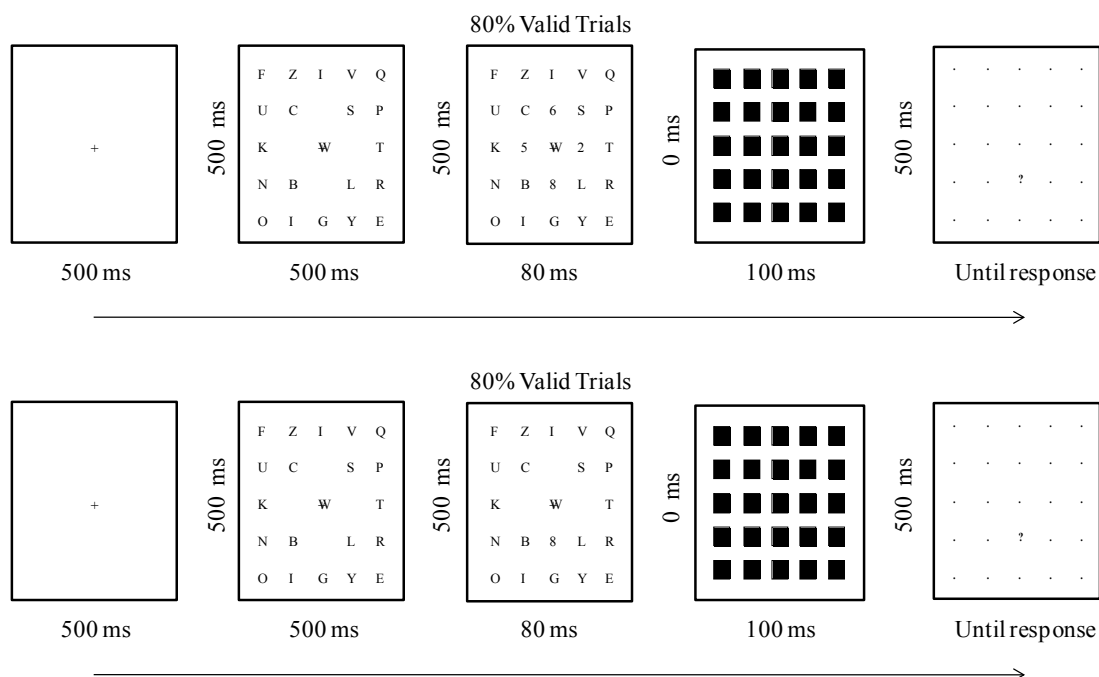 80% Valid Trials
F Z I V Q
U C S P
K W T
N B L R
O I G Y E
F Z I V Q
U C 6 S P
K 5 W 2 T
N B 8 L R
O I G Y E
+
?
500 ms
500 ms
0 ms
500 ms
500 ms
500 ms
80 ms
100 ms
Until response
80% Valid Trials
F Z I V Q
U C S P
K W T
N B L R
O I G Y E
F Z I V Q
U C S P
K W T
N B 8 L R
O I G Y E
+
?
500 ms
500 ms
0 ms
500 ms
500 ms
500 ms
80 ms
100 ms
Until response